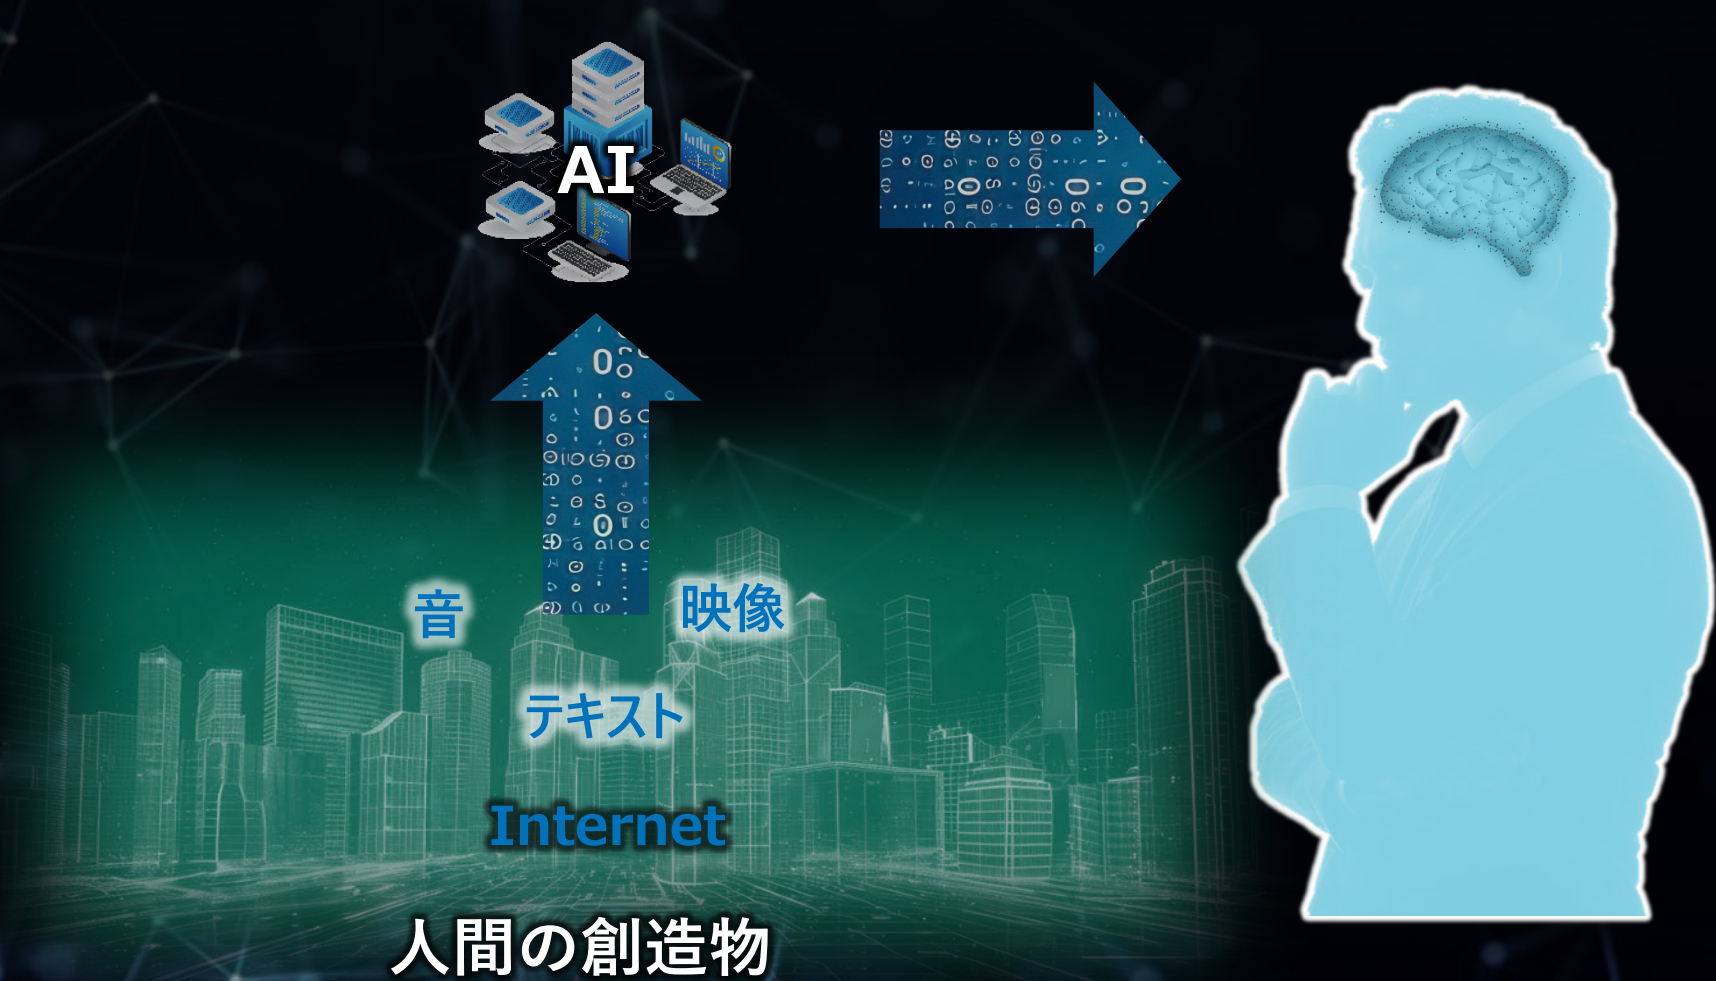 AI
音
映像
テキスト
Internet
人間の創造物